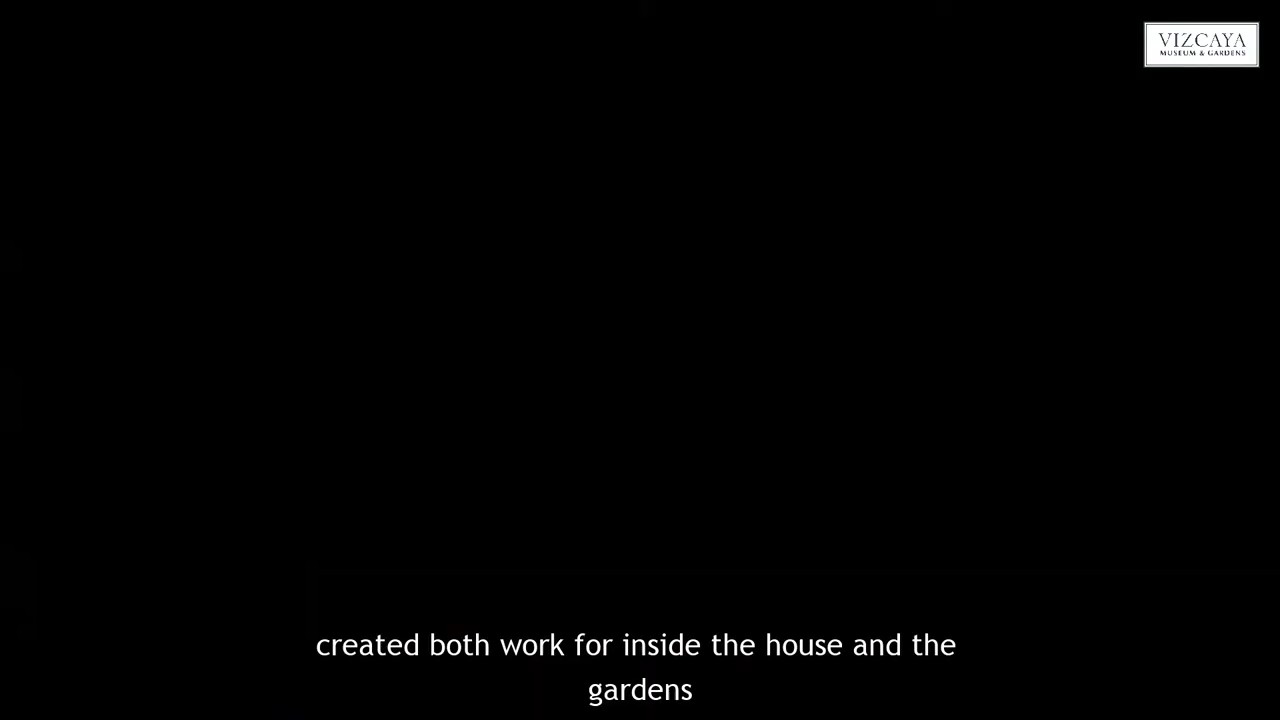 VIZCAYA
MUSEUM & GARDENS
created both work for inside the house and the
gardens